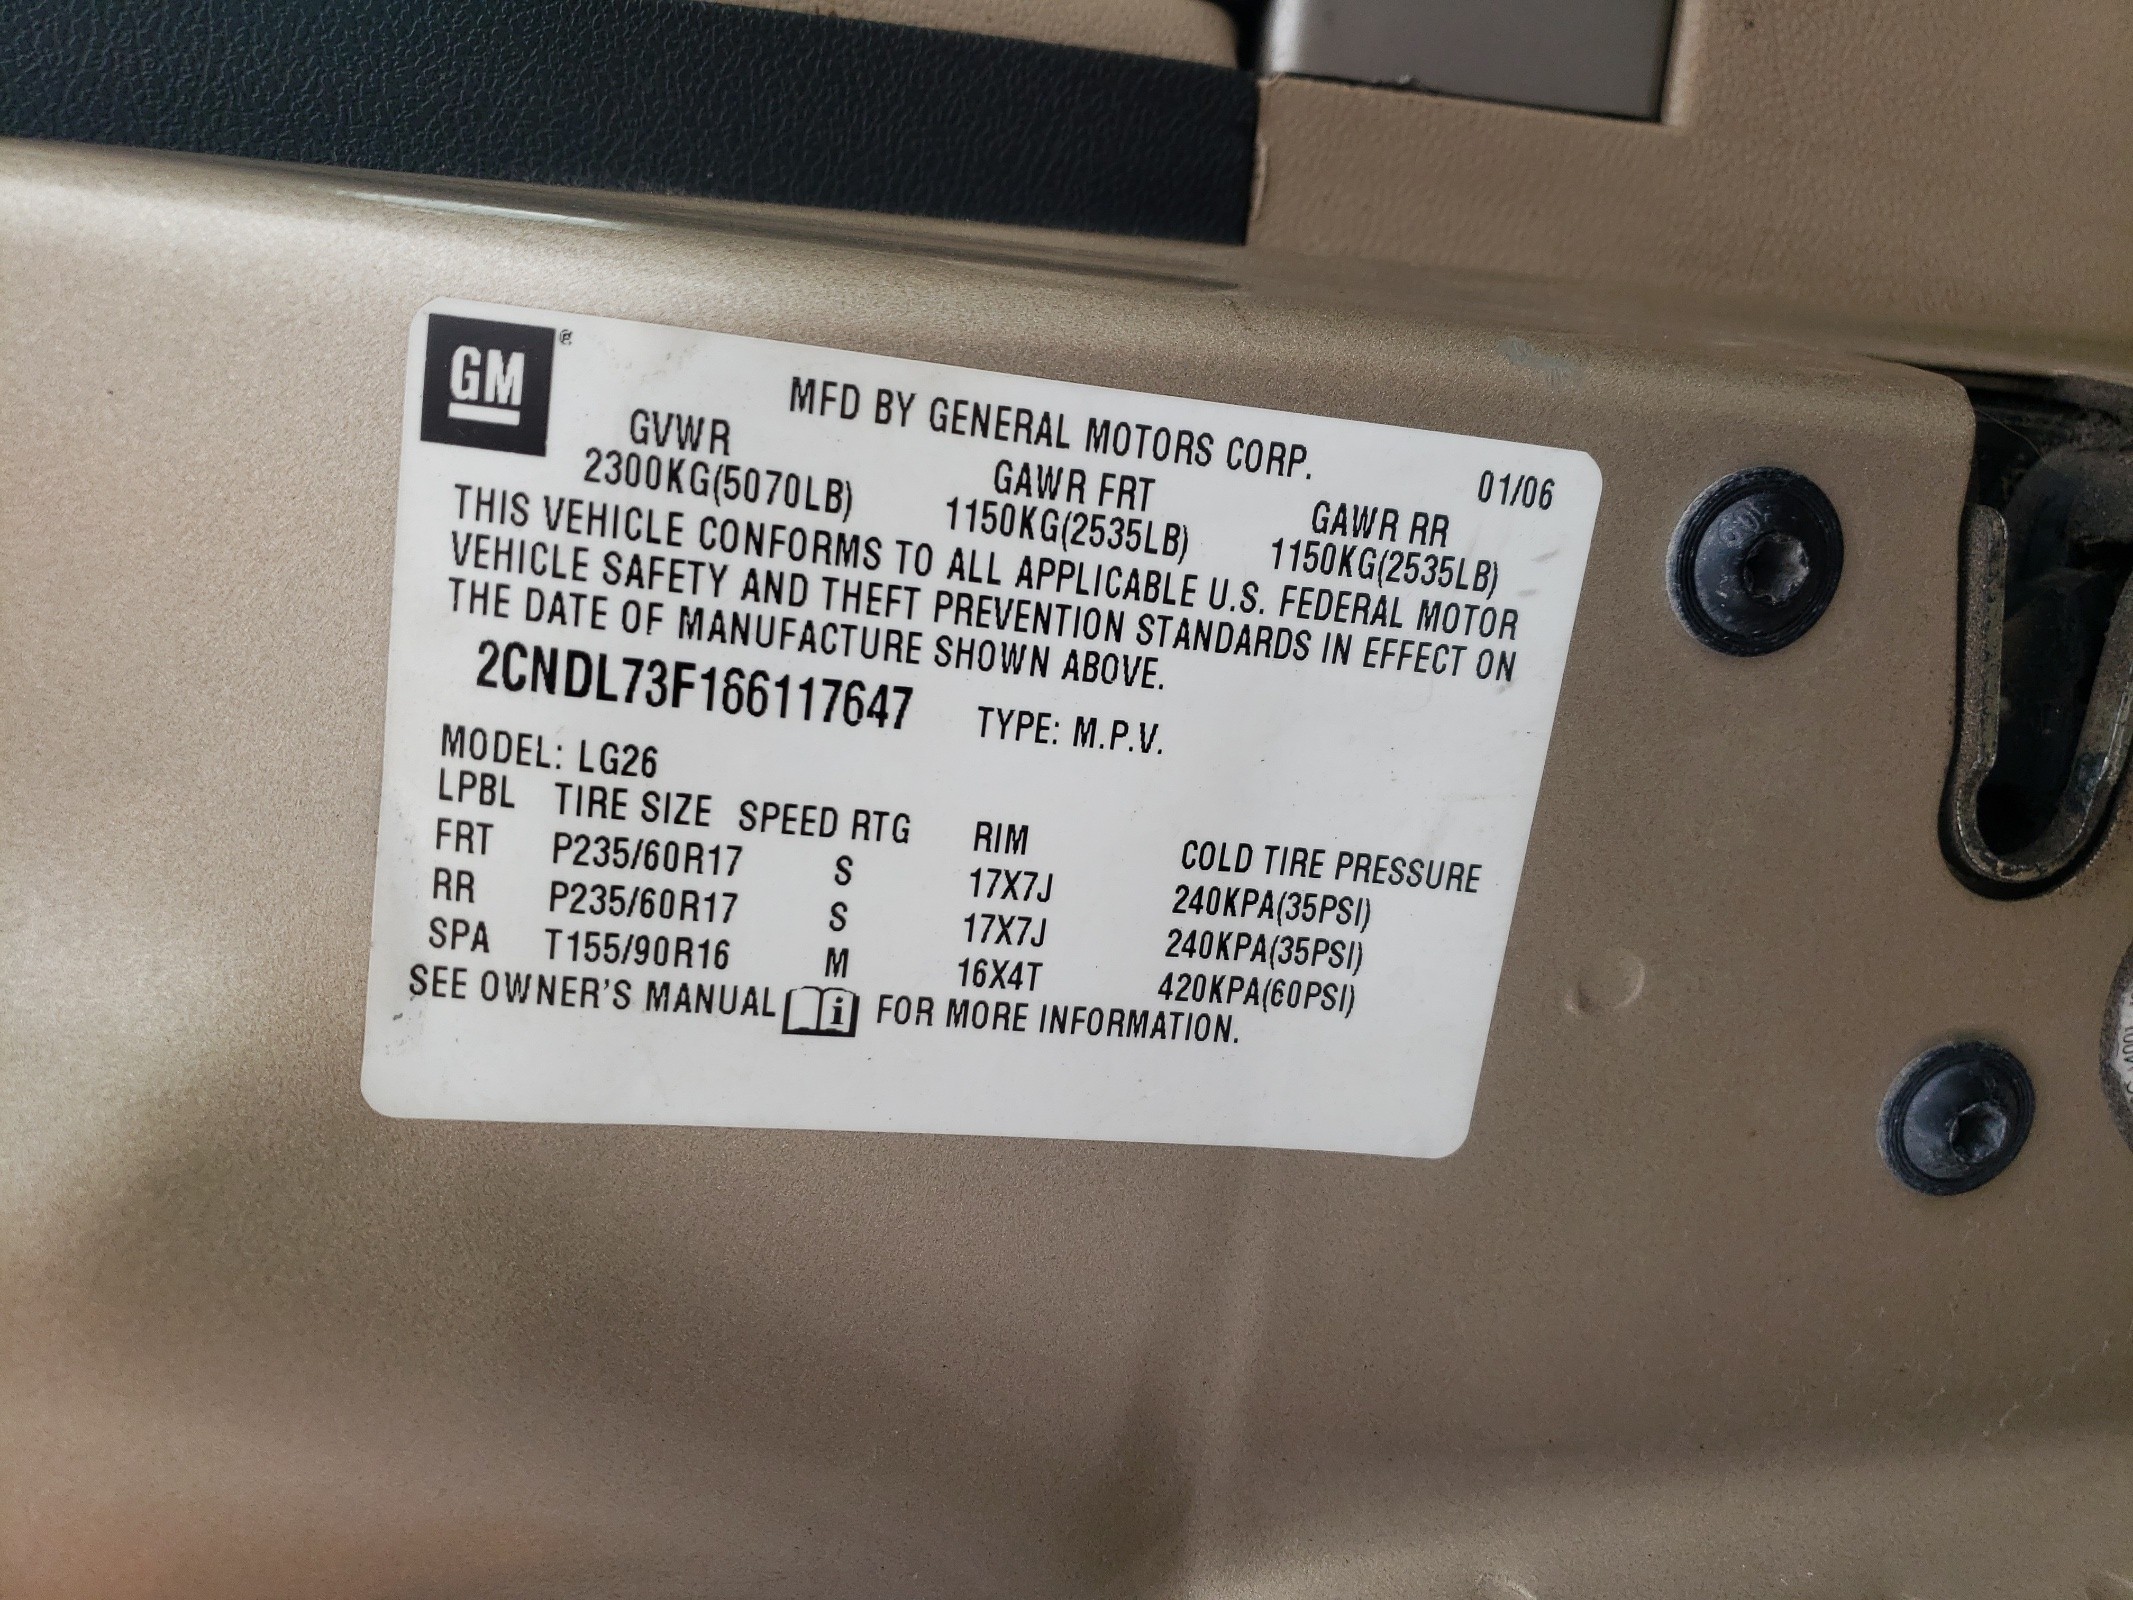 GM ®
MFD BY GENERAL MOTORS CORP. 01/06
GVWR GAWR FRT GAWR RR
2300KG(5070LB) 1150KG(2535LB) 1150KG(2535LB)
THIS VEHICLE CONFORMS TO ALL APPLICABLE U.S. FEDERAL MOTOR
VEHICLE SAFETY AND THEFT PREVENTION STANDARDS IN EFFECT ON
THE DATE OF MANUFACTURE SHOWN ABOVE.
2CNDL73F166117647 TYPE: M.P.V.
MODEL: LG26
LPBL TIRE SIZE SPEED RTG RIM COLD TIRE PRESSURE
FRT P235/60R17 S 17X7J 240KPA(35PSI)
RR P235/60R17 S 17X7J 240KPA(35PSI)
SPA T155/90R16 M 16X4T 420KPA(60PSI)
SEE OWNER'S MANUAL i FOR MORE INFORMATION.